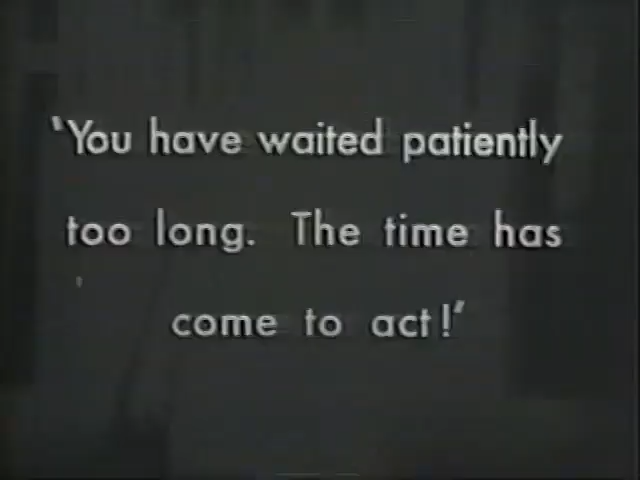 ‘You have waited patiently
too long. The time has
come to act!’